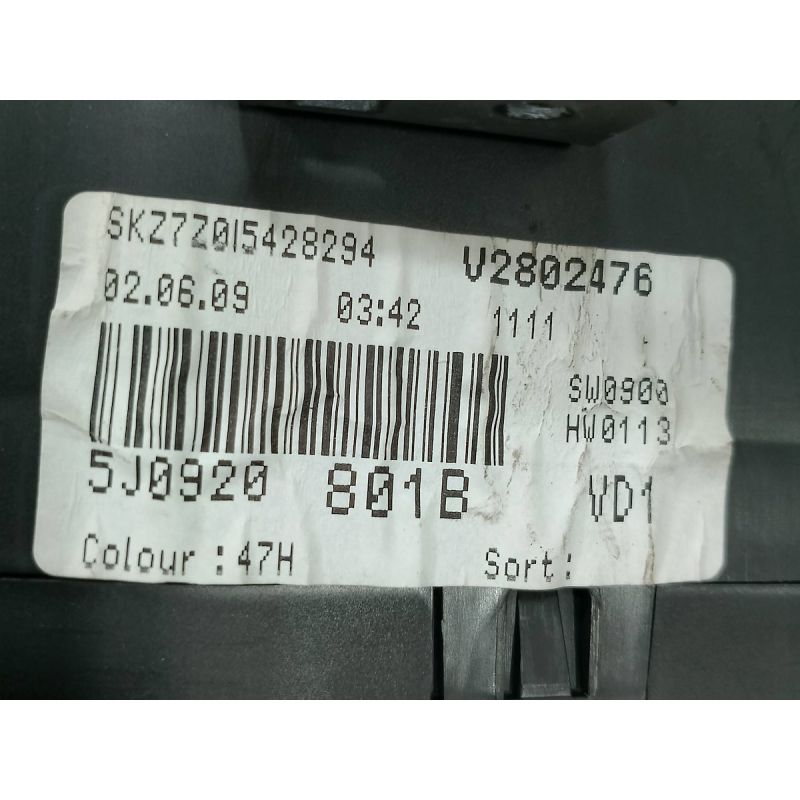 SKZ7Z0I5428294 V2802476
02.06.09 03:42 1111
SW0900
HW0113
5J0920 801B VD1
Colour : 47H Sort: